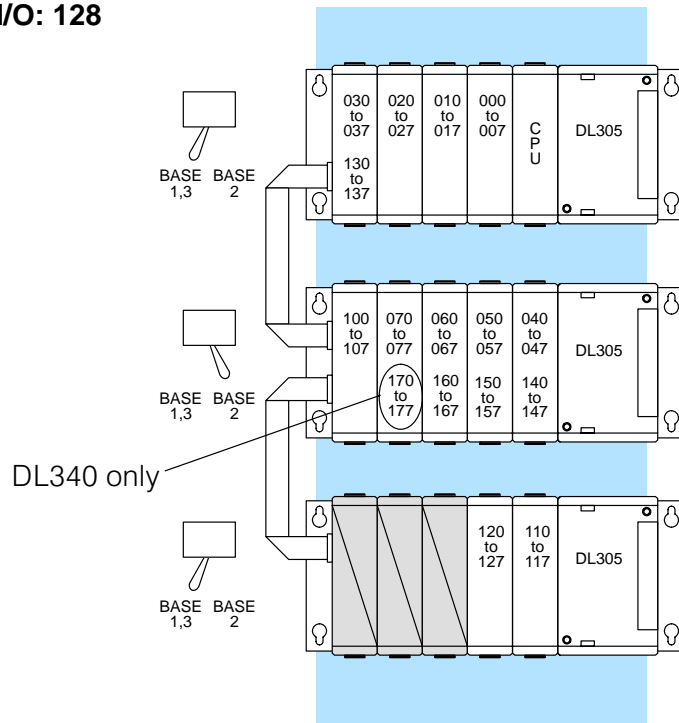 I/O: 128
030 to 037
130 to 137
020 to 027
010 to 017
000 to 007
CPU
DL305
BASE 1,3
BASE 2
100 to 107
070 to 077
170 to 177
060 to 067
160 to 167
050 to 057
150 to 157
040 to 047
140 to 147
DL305
BASE 1,3
BASE 2
DL340 only
120 to 127
110 to 117
DL305
BASE 1,3
BASE 2